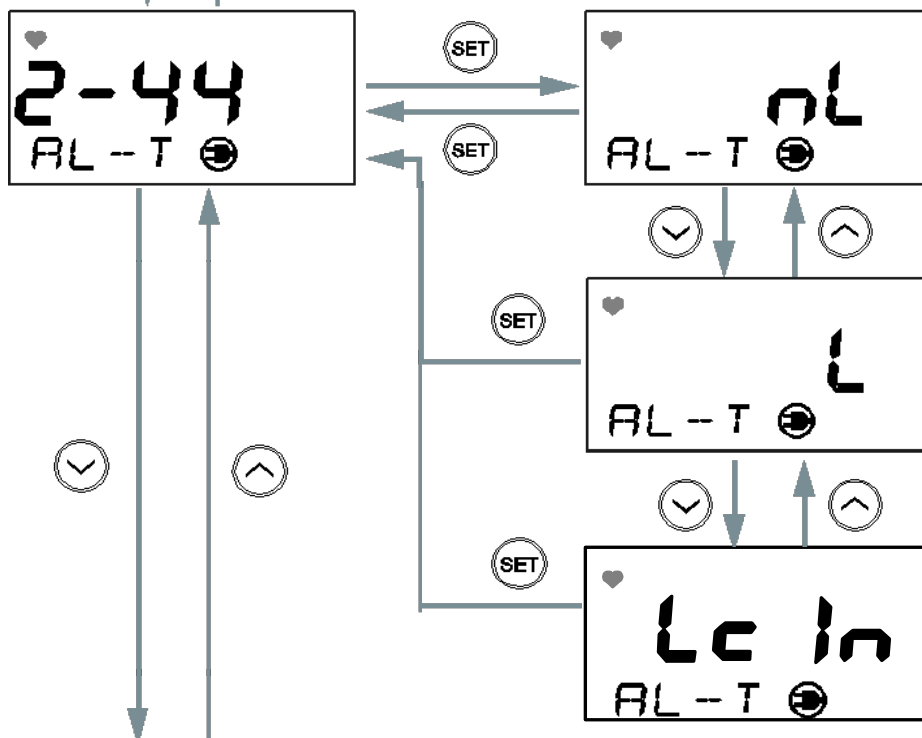 SET
2-44
nL
AL--T
SET
AL--T
SET
L
AL--T
SET
Lc In
AL--T